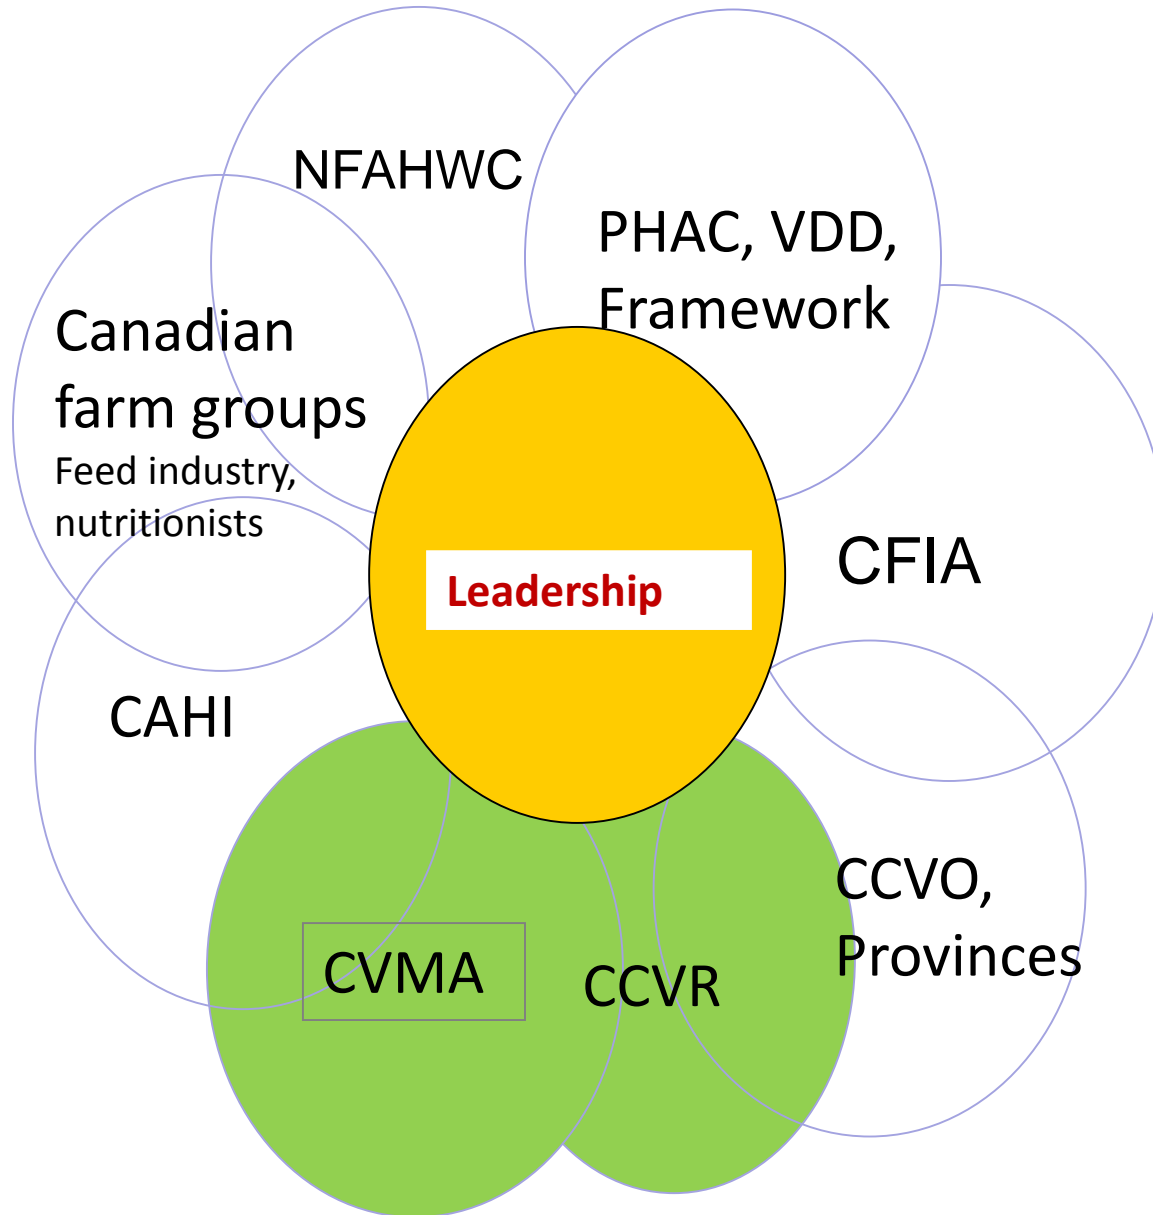 NFAHWC
PHAC, VDD,
Framework
Canadian
farm groups
Feed industry,
nutritionists
CFIA
Leadership
CAHI
CCVO,
Provinces
CVMA
CCVR